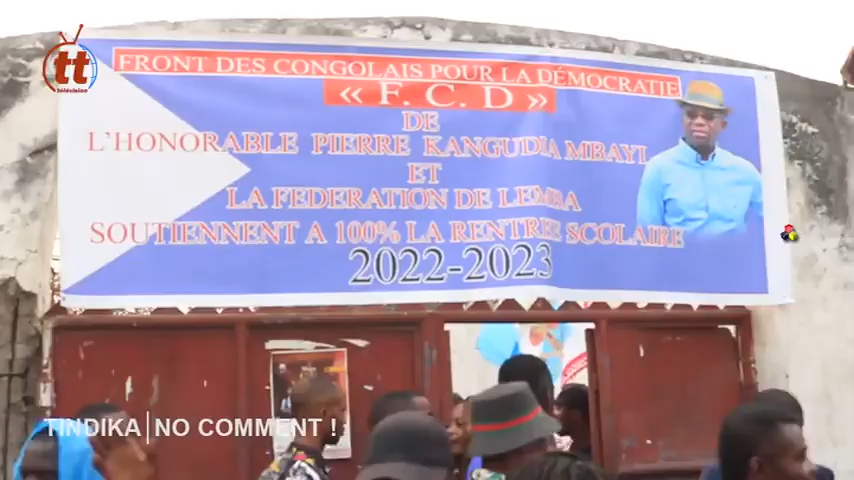 tt
télévision
FRONT DES CONGOLAIS POUR LA DÉMOCRATIE
« F. C. D »
DE
L'HONORABLE PIERRE KANGUDIA MBAYI
ET
LA FEDERATION DE LEMBA
SOUTIENNENT A 100% LA RENTREE SCOLAIRE
2022-2023
TINDIKA|NO COMMENT !